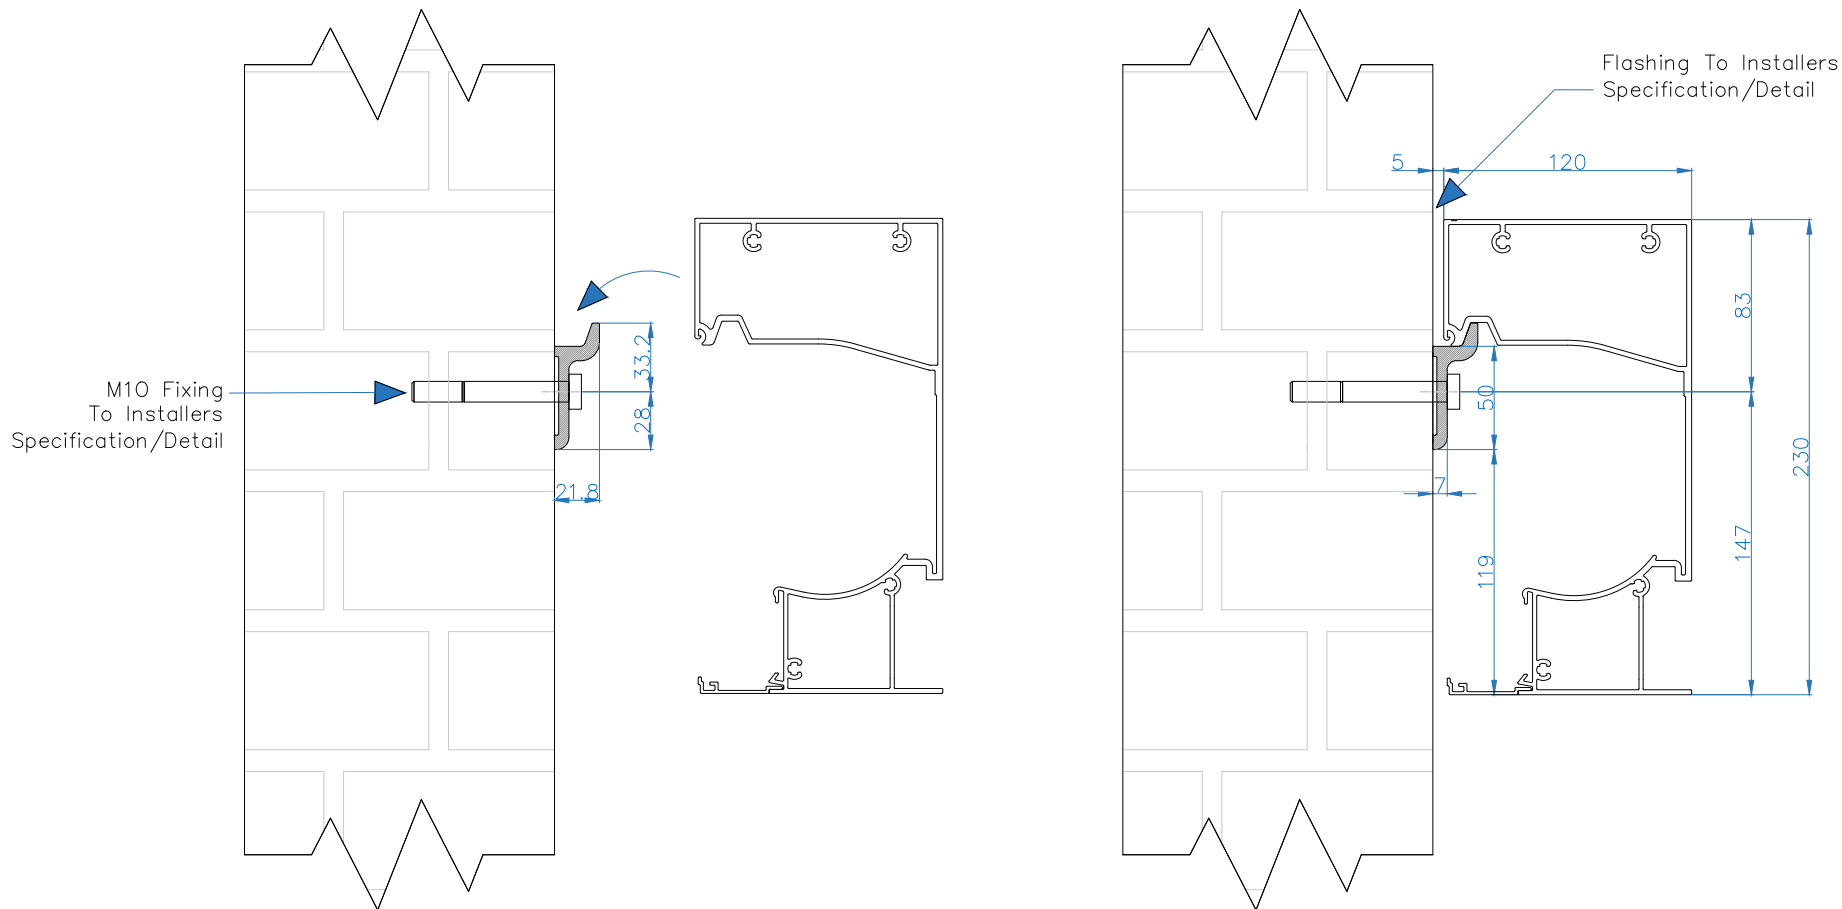 M10 Fixing
To Installers
Specification/Detail
33.2
28
21.8
Flashing To Installers
Specification/Detail
5
120
83
50
230
7
147
119